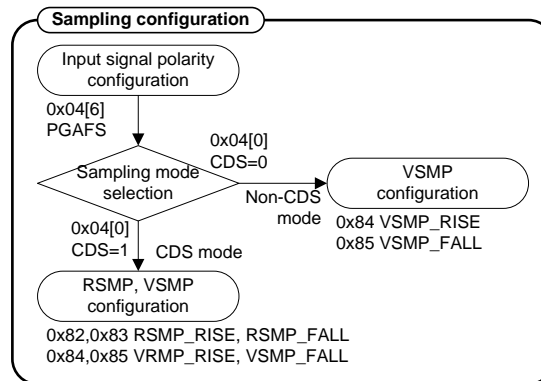 Sampling configuration
Input signal polarity
configuration
0x04[6]
PGAFS
0x04[0]
CDS=0
Sampling mode
selection
Non-CDS
mode
VSMP
configuration
0x84 VSMP_RISE
0x85 VSMP_FALL
0x04[0]
CDS=1
CDS mode
RSMP, VSMP
configuration
0x82,0x83 RSMP_RISE, RSMP_FALL
0x84,0x85 VRMP_RISE, VSMP_FALL